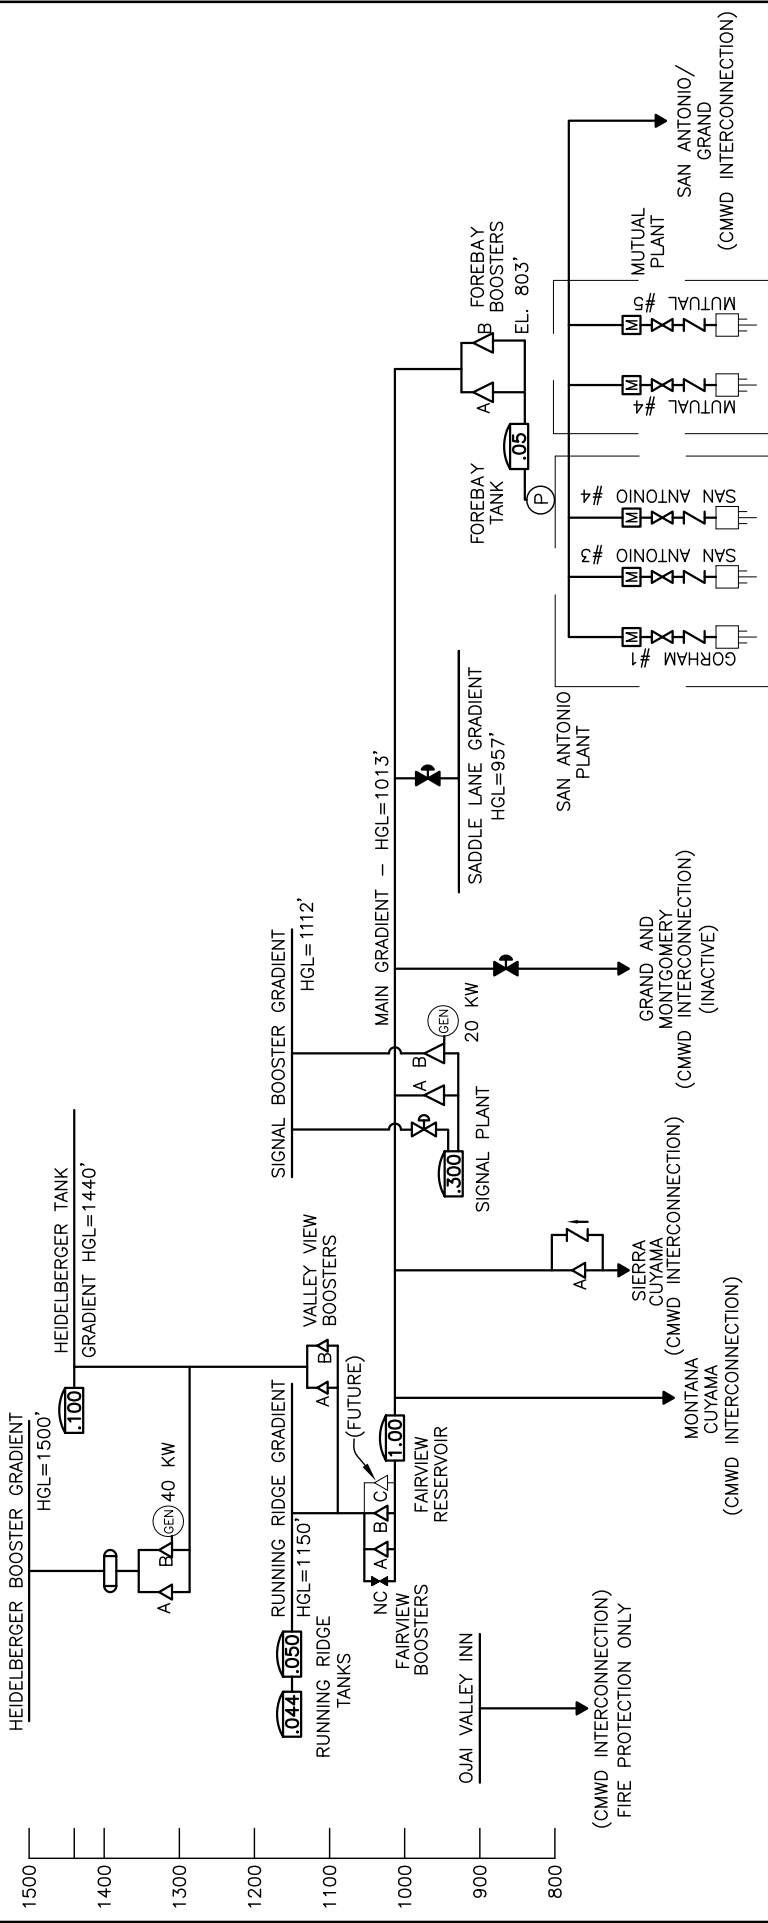 1500
1400
1300
1200
1100
1000
900
800
HEIDELBERGER BOOSTER GRADIENT
HGL=1500'
A
B
GEN
40 KW
.100
HEIDELBERGER TANK
GRADIENT HGL=1440'
.044
.050
RUNNING RIDGE
TANKS
RUNNING RIDGE GRADIENT
HGL=1150'
A
B
VALLEY VIEW
BOOSTERS
NC
A
B
C
(FUTURE)
FAIRVIEW
BOOSTERS
1.00
FAIRVIEW
RESERVOIR
OJAI VALLEY INN
(CMWD INTERCONNECTION)
FIRE PROTECTION ONLY
MONTANA
CUYAMA
(CMWD INTERCONNECTION)
A
SIERRA
CUYAMA
(CMWD INTERCONNECTION)
SIGNAL BOOSTER GRADIENT
HGL=1112'
.300
A
B
GEN
20 KW
SIGNAL PLANT
MAIN GRADIENT - HGL=1013'
GRAND AND
MONTGOMERY
(CMWD INTERCONNECTION)
(INACTIVE)
SADDLE LANE GRADIENT
HGL=957'
FOREBAY
TANK
P
.05
A
B
FOREBAY
BOOSTERS
EL. 803'
SAN ANTONIO
PLANT
M
GORHAM #1
M
SAN ANTONIO #3
M
SAN ANTONIO #4
M
MUTUAL #4
M
MUTUAL #5
MUTUAL
PLANT
SAN ANTONIO/
GRAND
(CMWD INTERCONNECTION)